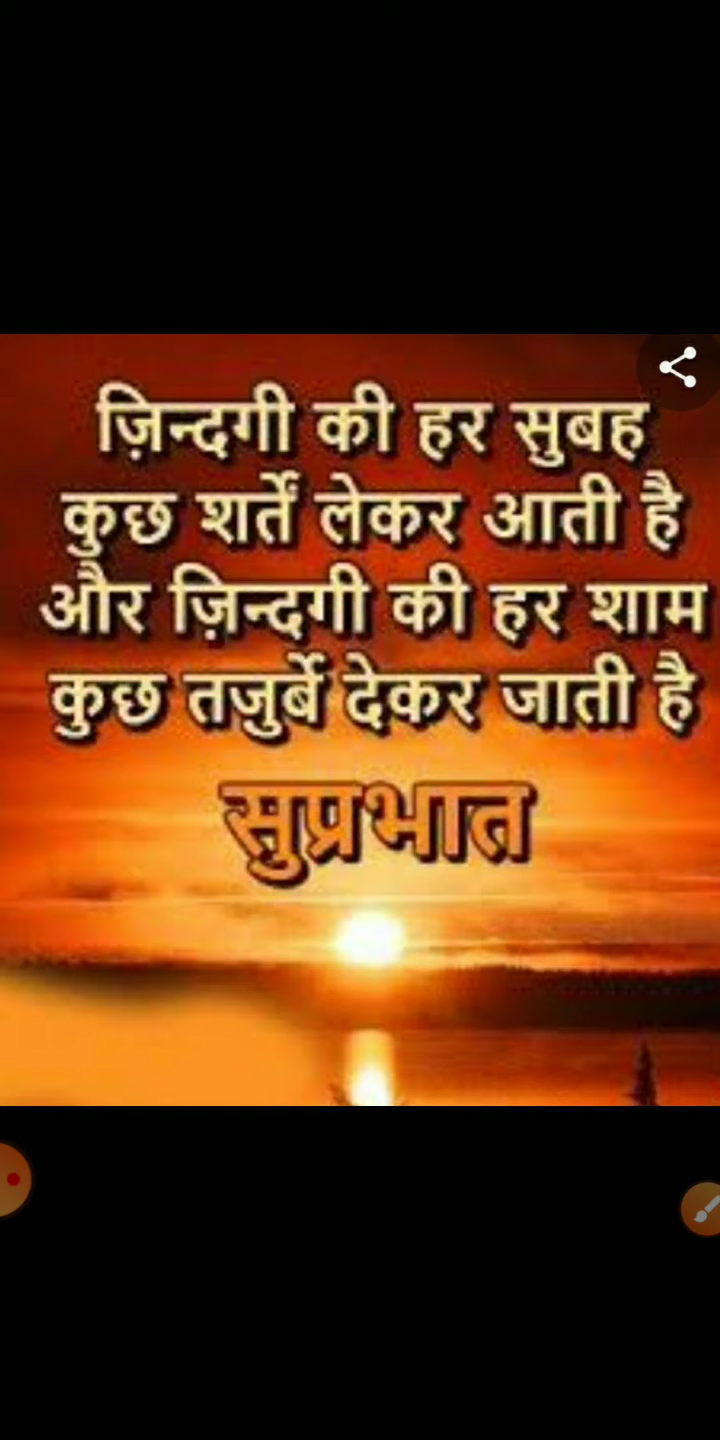 ज़िन्दगी की हर सुबह
कुछ शर्तें लेकर आती है
और ज़िन्दगी की हर शाम
कुछ तजुर्बे देकर जाती है
सुप्रभात